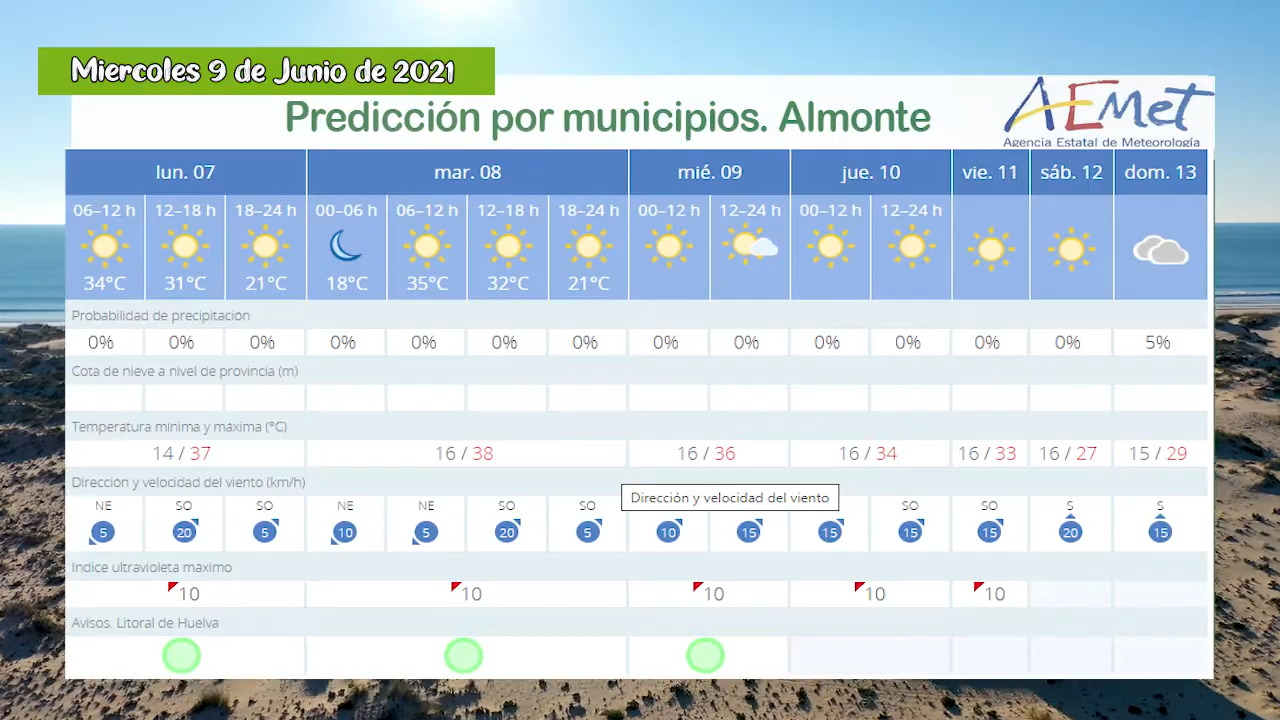 Miercoles 9 de Junio de 2021
Predicción por municipios. Almonte
AEMet
Agencia Estatal de Meteorología
lun. 07 mar. 08 mié. 09 jue. 10 vie. 11 sáb. 12 dom. 13
06–12 h 12–18 h 18–24 h 00–06 h 06–12 h 12–18 h 18–24 h 00–12 h 12–24 h 00–12 h 12–24 h
34°C 31°C 21°C 18°C 35°C 32°C 21°C
Probabilidad de precipitación
0% 0% 0% 0% 0% 0% 0% 0% 0% 0% 0% 0% 0% 5%
Cota de nieve a nivel de provincia (m)
Temperatura mínima y máxima (°C)
14 / 37 16 / 38 16 / 36 16 / 34 16 / 33 16 / 27 15 / 29
Dirección y velocidad del viento (km/h)
Dirección y velocidad del viento
NE SO SO NE NE SO SO SO SO S S
5 20 5 10 5 20 5 10 15 15 15 15 20 15
Indice ultravioleta máximo
10 10 10 10 10
Avisos. Litoral de Huelva